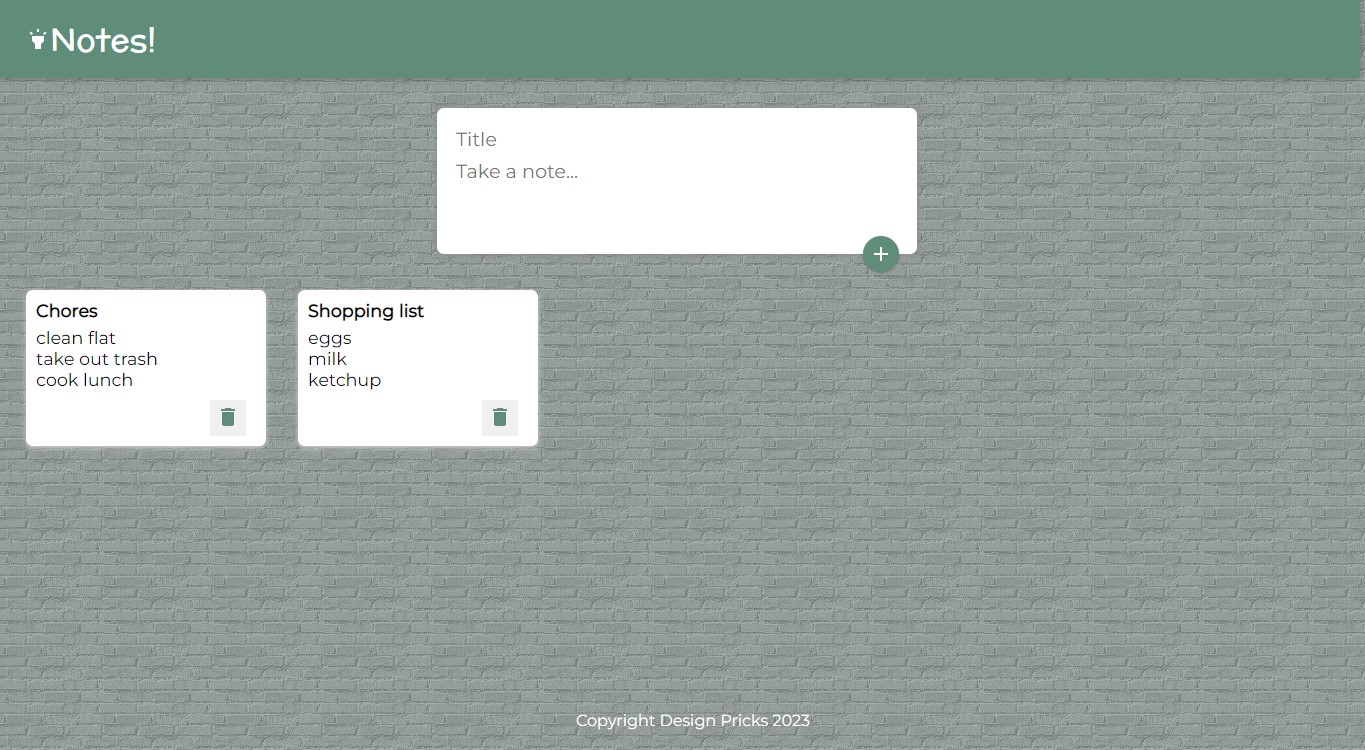 Notes!
Title
Take a note...
Chores
clean flat
take out trash
cook lunch
Shopping list
eggs
milk
ketchup
Copyright Design Pricks 2023